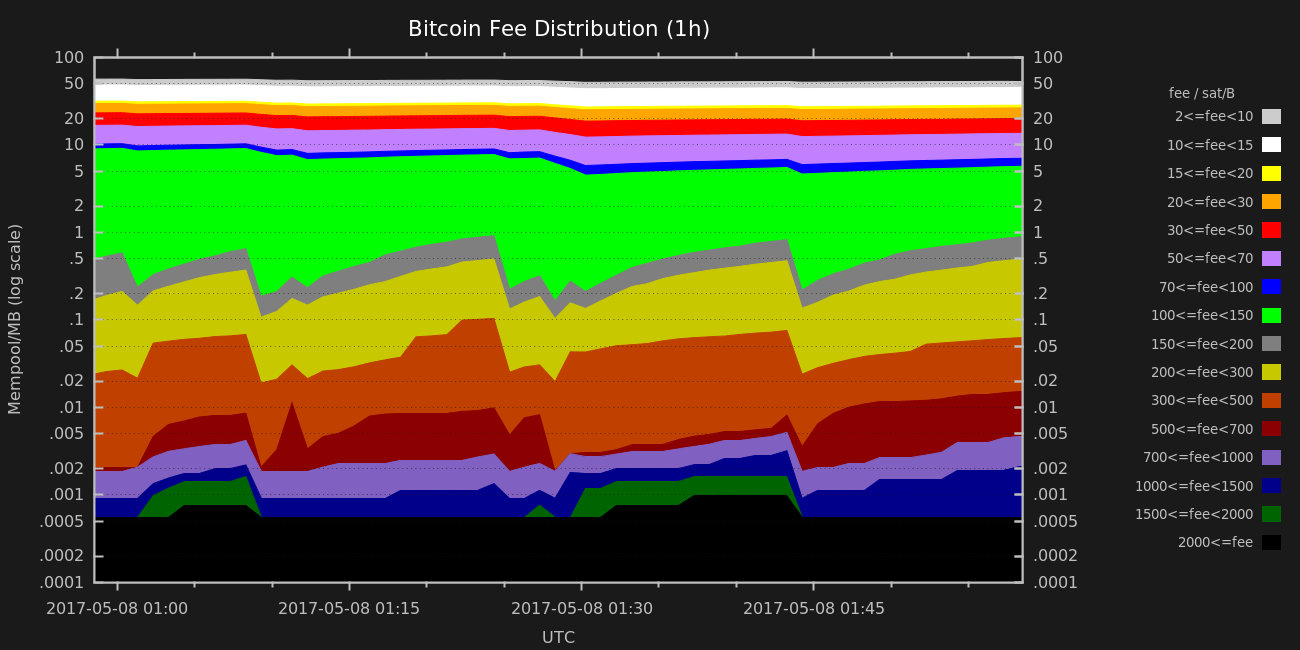 Bitcoin Fee Distribution (1h)
100 100
50 50
20 20
10 10
5 5
2 2
1 1
.5 .5
.2 .2
.1 .1
.05 .05
.02 .02
.01 .01
.005 .005
.002 .002
.001 .001
.0005 .0005
.0002 .0002
.0001 .0001
Mempool/MB (log scale)
2017-05-08 01:00 2017-05-08 01:15 2017-05-08 01:30 2017-05-08 01:45
UTC
fee / sat/B
2<=fee<10
10<=fee<15
15<=fee<20
20<=fee<30
30<=fee<50
50<=fee<70
70<=fee<100
100<=fee<150
150<=fee<200
200<=fee<300
300<=fee<500
500<=fee<700
700<=fee<1000
1000<=fee<1500
1500<=fee<2000
2000<=fee